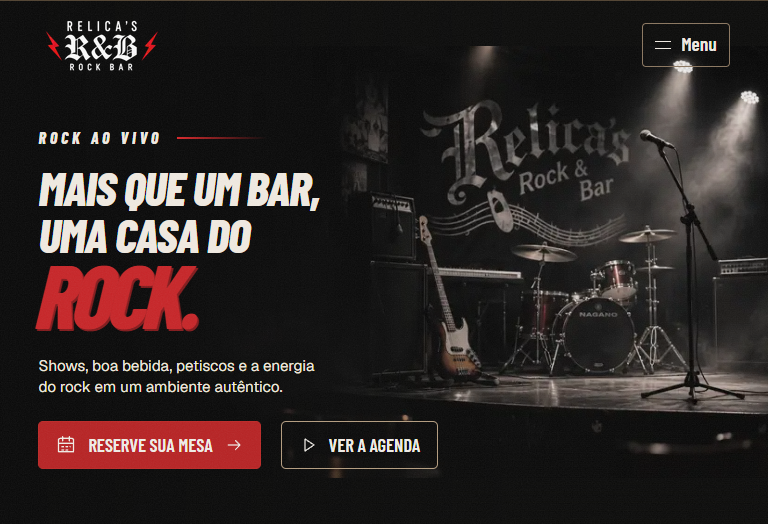 RELICA'S
R&B
ROCK BAR
Menu
ROCK AO VIVO
MAIS QUE UM BAR,
UMA CASA DO
ROCK.
Shows, boa bebida, petiscos e a energia
do rock em um ambiente autêntico.
RESERVE SUA MESA
VER A AGENDA
Relica's
Rock &
Bar
NAGANO